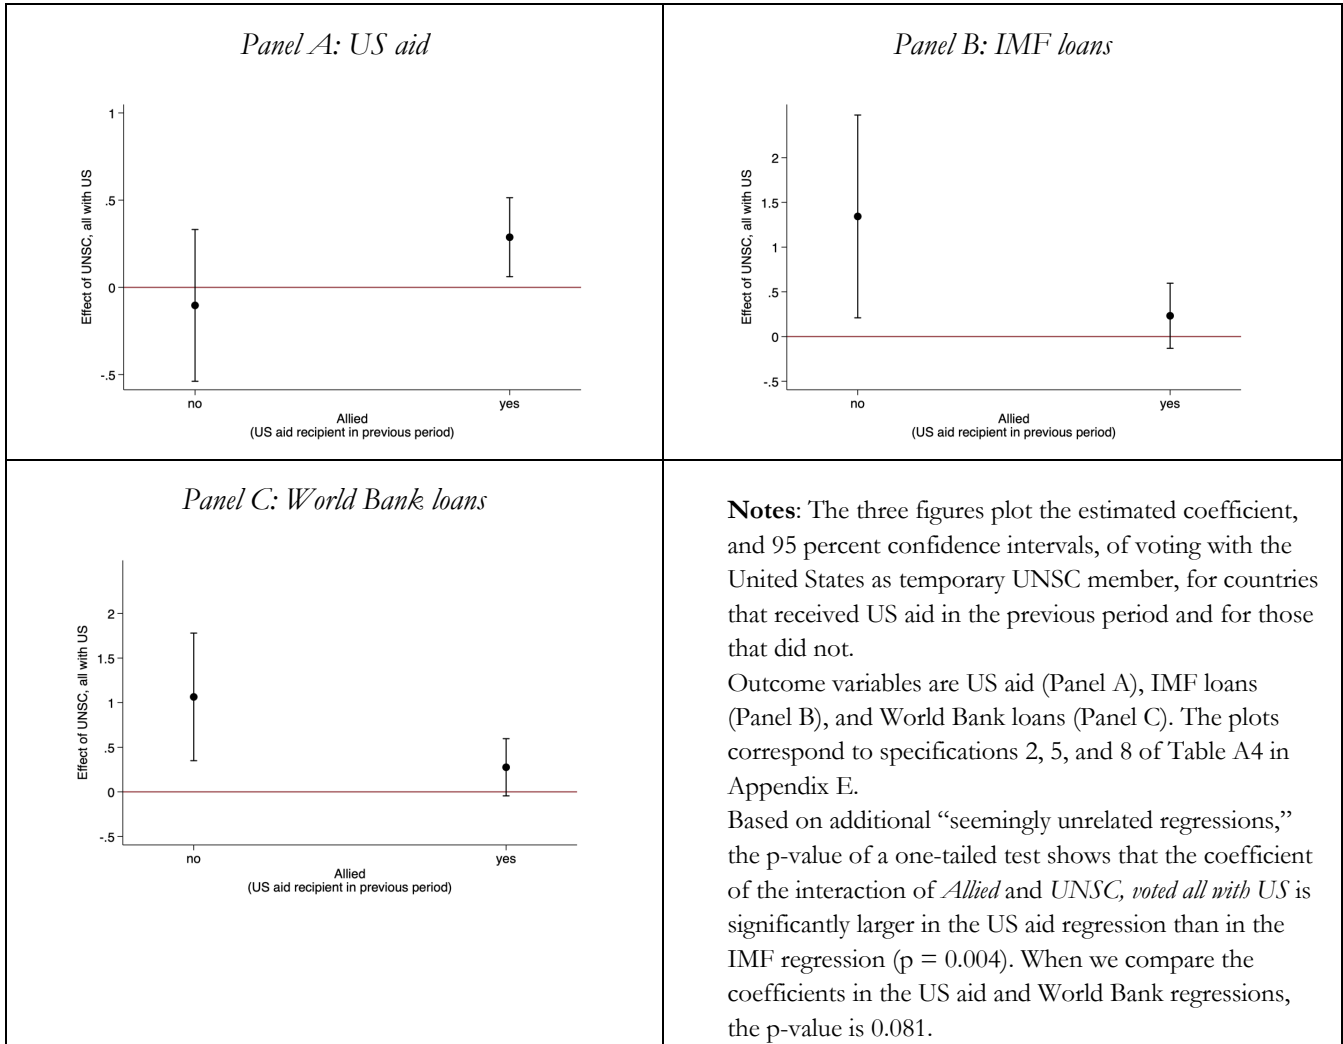 Panel A: US aid
1
.5
0
-.5
Effect of UNSC, all with US
no
yes
Allied
(US aid recipient in previous period)
Panel B: IMF loans
2
1.5
1
.5
0
-.5
Effect of UNSC, all with US
no
yes
Allied
(US aid recipient in previous period)
Panel C: World Bank loans
2
1.5
1
.5
0
-.5
Effect of UNSC, all with US
no
yes
Allied
(US aid recipient in previous period)
Notes: The three figures plot the estimated coefficient,
and 95 percent confidence intervals, of voting with the
United States as temporary UNSC member, for countries
that received US aid in the previous period and for those
that did not.
Outcome variables are US aid (Panel A), IMF loans
(Panel B), and World Bank loans (Panel C). The plots
correspond to specifications 2, 5, and 8 of Table A4 in
Appendix E.
Based on additional “seemingly unrelated regressions,”
the p-value of a one-tailed test shows that the coefficient
of the interaction of Allied and UNSC, voted all with US is
significantly larger in the US aid regression than in the
IMF regression (p = 0.004). When we compare the
coefficients in the US aid and World Bank regressions,
the p-value is 0.081.